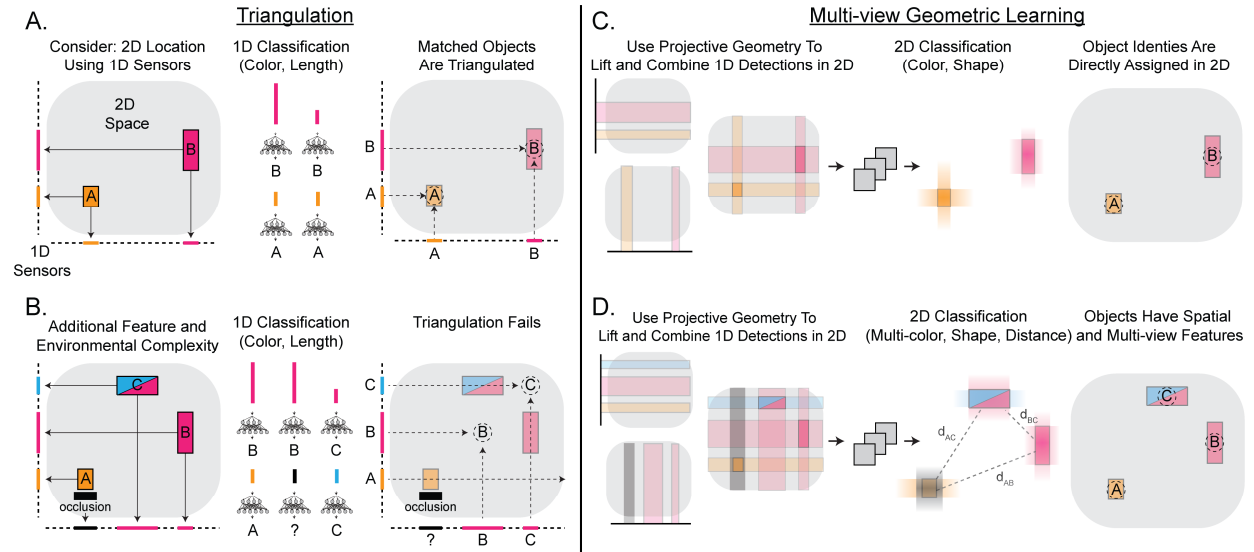 Triangulation
A.
Consider: 2D Location
Using 1D Sensors
1D Classification
(Color, Length)
Matched Objects
Are Triangulated
2D
Space
B
A
1D
Sensors
B
B
A
A
B
A
B
A
A
B
B.
Additional Feature and
Environmental Complexity
1D Classification
(Color, Length)
Triangulation Fails
C
B
A
occlusion
B
B
C
A
?
C
C
B
A
C
B
occlusion
?
B
C
Multi-view Geometric Learning
C.
Use Projective Geometry To
Lift and Combine 1D Detections in 2D
2D Classification
(Color, Shape)
Object Identies Are
Directly Assigned in 2D
B
A
D.
Use Projective Geometry To
Lift and Combine 1D Detections in 2D
2D Classification
(Multi-color, Shape, Distance)
Objects Have Spatial
and Multi-view Features
dAC
dBC
dAB
C
B
A